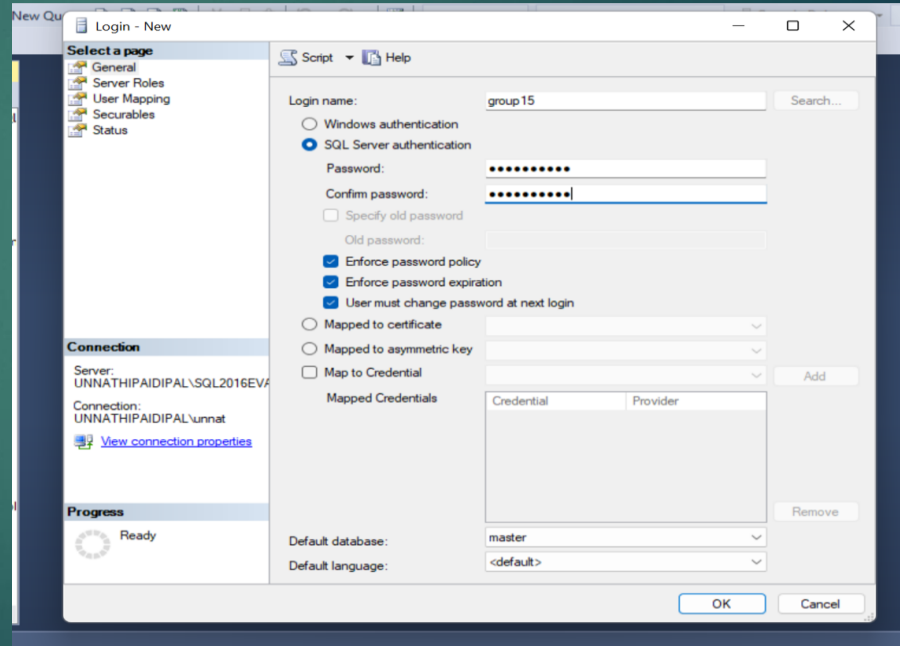 New Qu
Login - New
Select a page
General
Server Roles
User Mapping
Securables
Status
Script Help
Login name: group15 Search...
Windows authentication
SQL Server authentication
Password: ●●●●●●●●●●
Confirm password: ●●●●●●●●●●
Specify old password
Old password:
Enforce password policy
Enforce password expiration
User must change password at next login
Mapped to certificate
Mapped to asymmetric key
Map to Credential Add
Mapped Credentials Credential Provider
Remove
Default database: master
Default language: <default>
Connection
Server:
UNNATHIPAIDIPAL\SQL2016EVA
Connection:
UNNATHIPAIDIPAL\unnat
View connection properties
Progress
Ready
OK Cancel